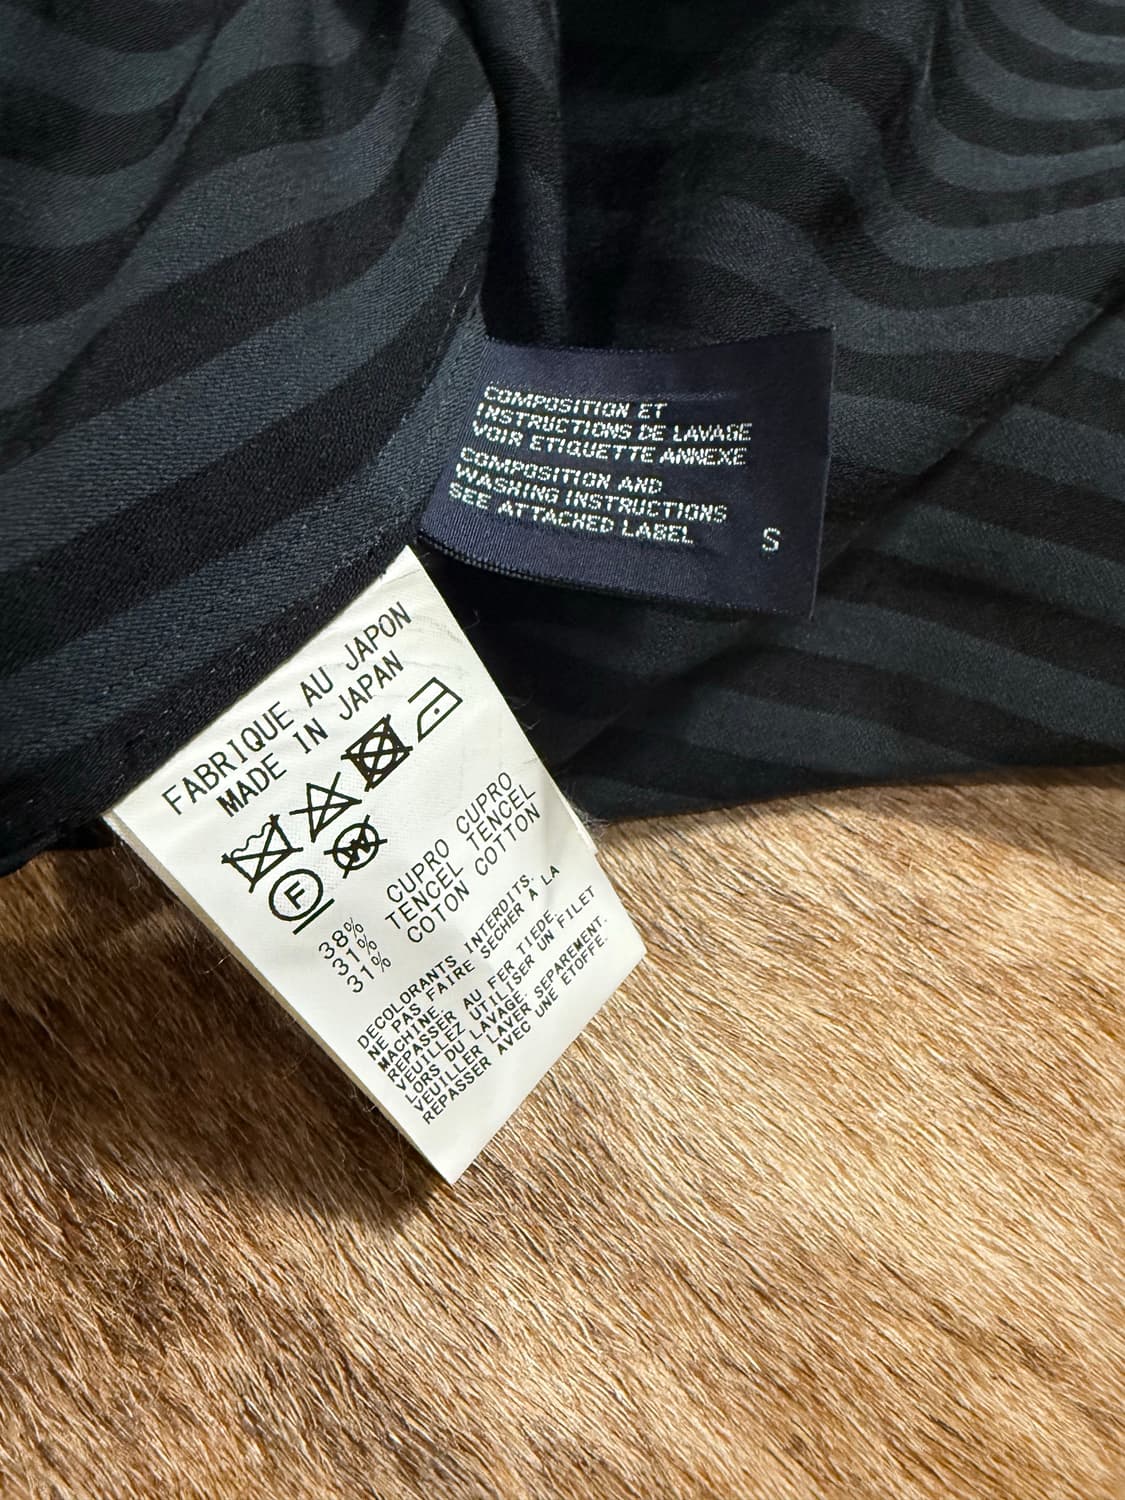 COMPOSITION ET
INSTRUCTIONS DE LAVAGE
VOIR ETIQUETTE ANNEXE
COMPOSITION AND
WASHING INSTRUCTIONS
SEE ATTACHED LABEL
S
FABRIQUE AU JAPON
MADE IN JAPAN
W
F
38% CUPRO CUPRO
31% TENCEL TENCEL
31% COTON COTTON
DECOLORANTS INTERDITS.
NE PAS FAIRE SECHER À LA
MACHINE.
REPASSER AU FER TIEDE.
VEUILLEZ UTILISER UN FILET
LORS DU LAVAGE.
VEUILLER LAVER SEPAREMENT.
REPASSER AVEC UNE ETOFFE.